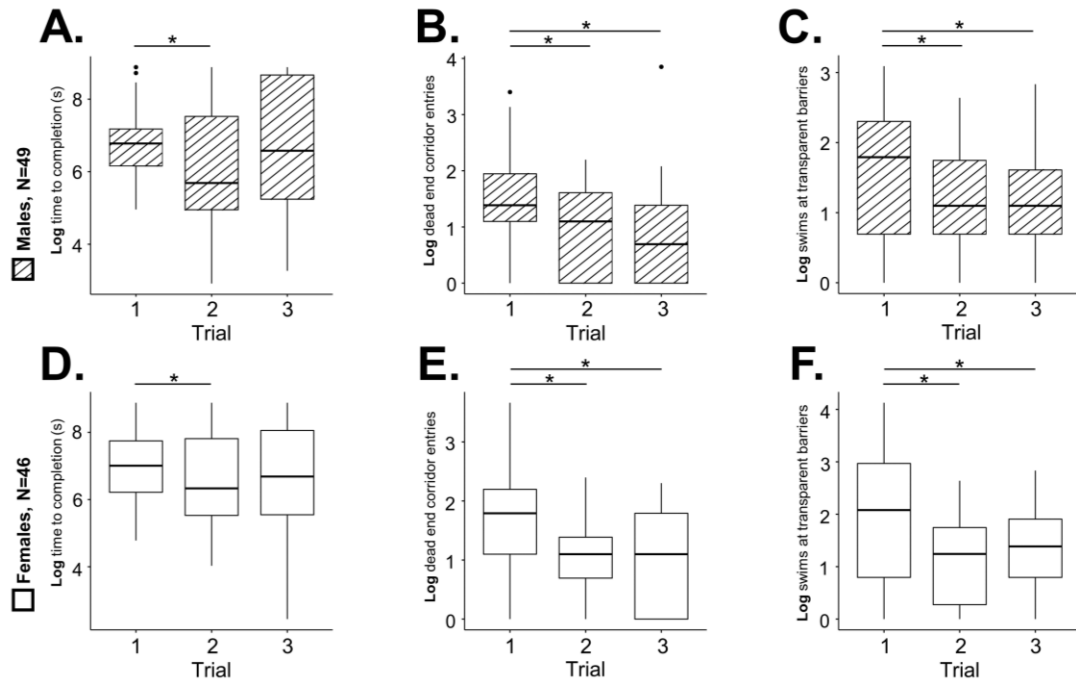 A.
*
Log time to completion (s)
8
6
4
1 2 3
Trial
B.
*
*
Log dead end corridor entries
4
3
2
1
0
1 2 3
Trial
C.
*
*
Log swims at transparent barriers
3
2
1
0
1 2 3
Trial
Males, N=49
D.
*
Log time to completion (s)
8
6
4
1 2 3
Trial
E.
*
*
Log dead end corridor entries
3
2
1
0
1 2 3
Trial
F.
*
*
Log swims at transparent barriers
4
3
2
1
0
1 2 3
Trial
Females, N=46